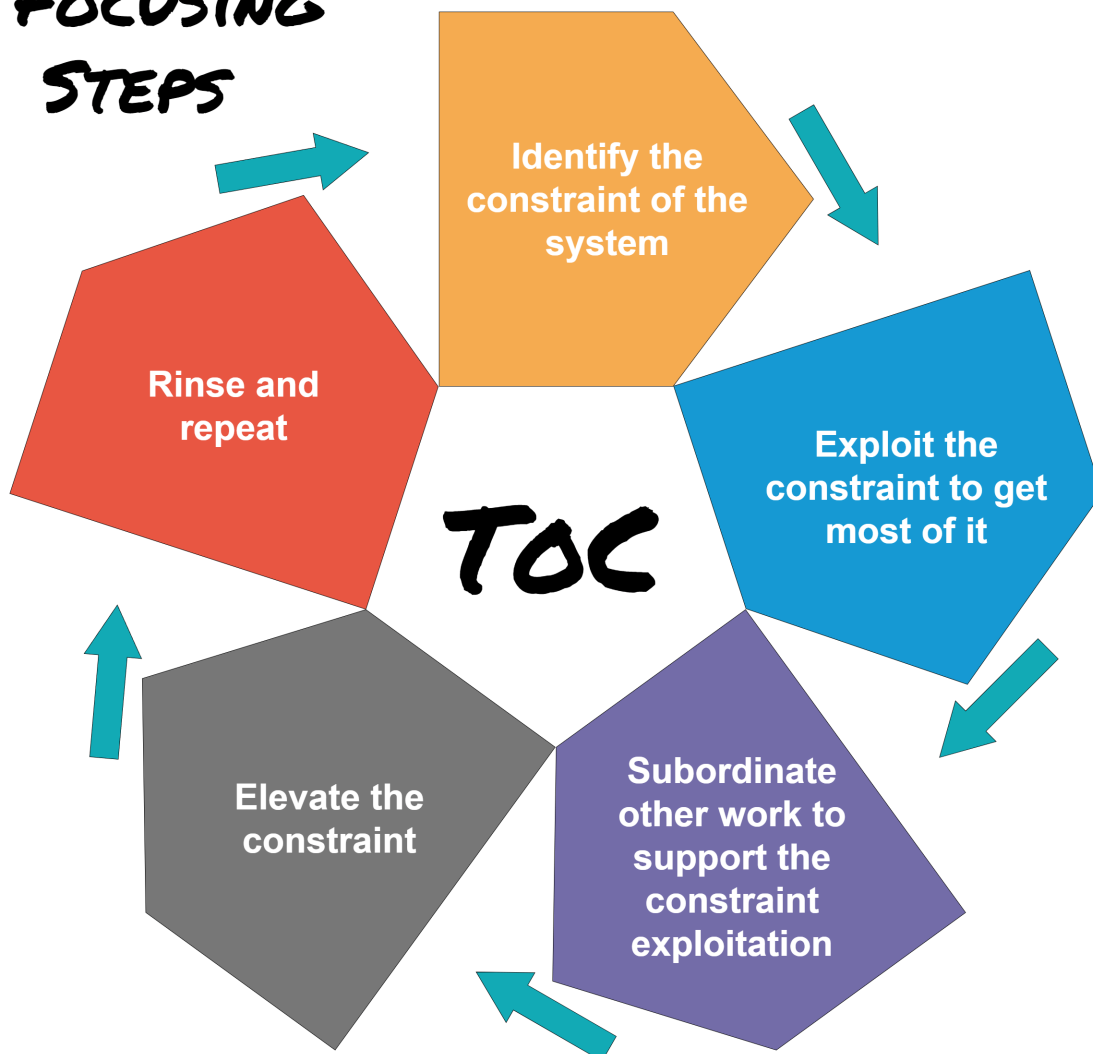 FOCUSING
STEPS
Identify the
constraint of the
system
Exploit the
constraint to get
most of it
Subordinate
other work to
support the
constraint
exploitation
Elevate the
constraint
Rinse and
repeat
TOC